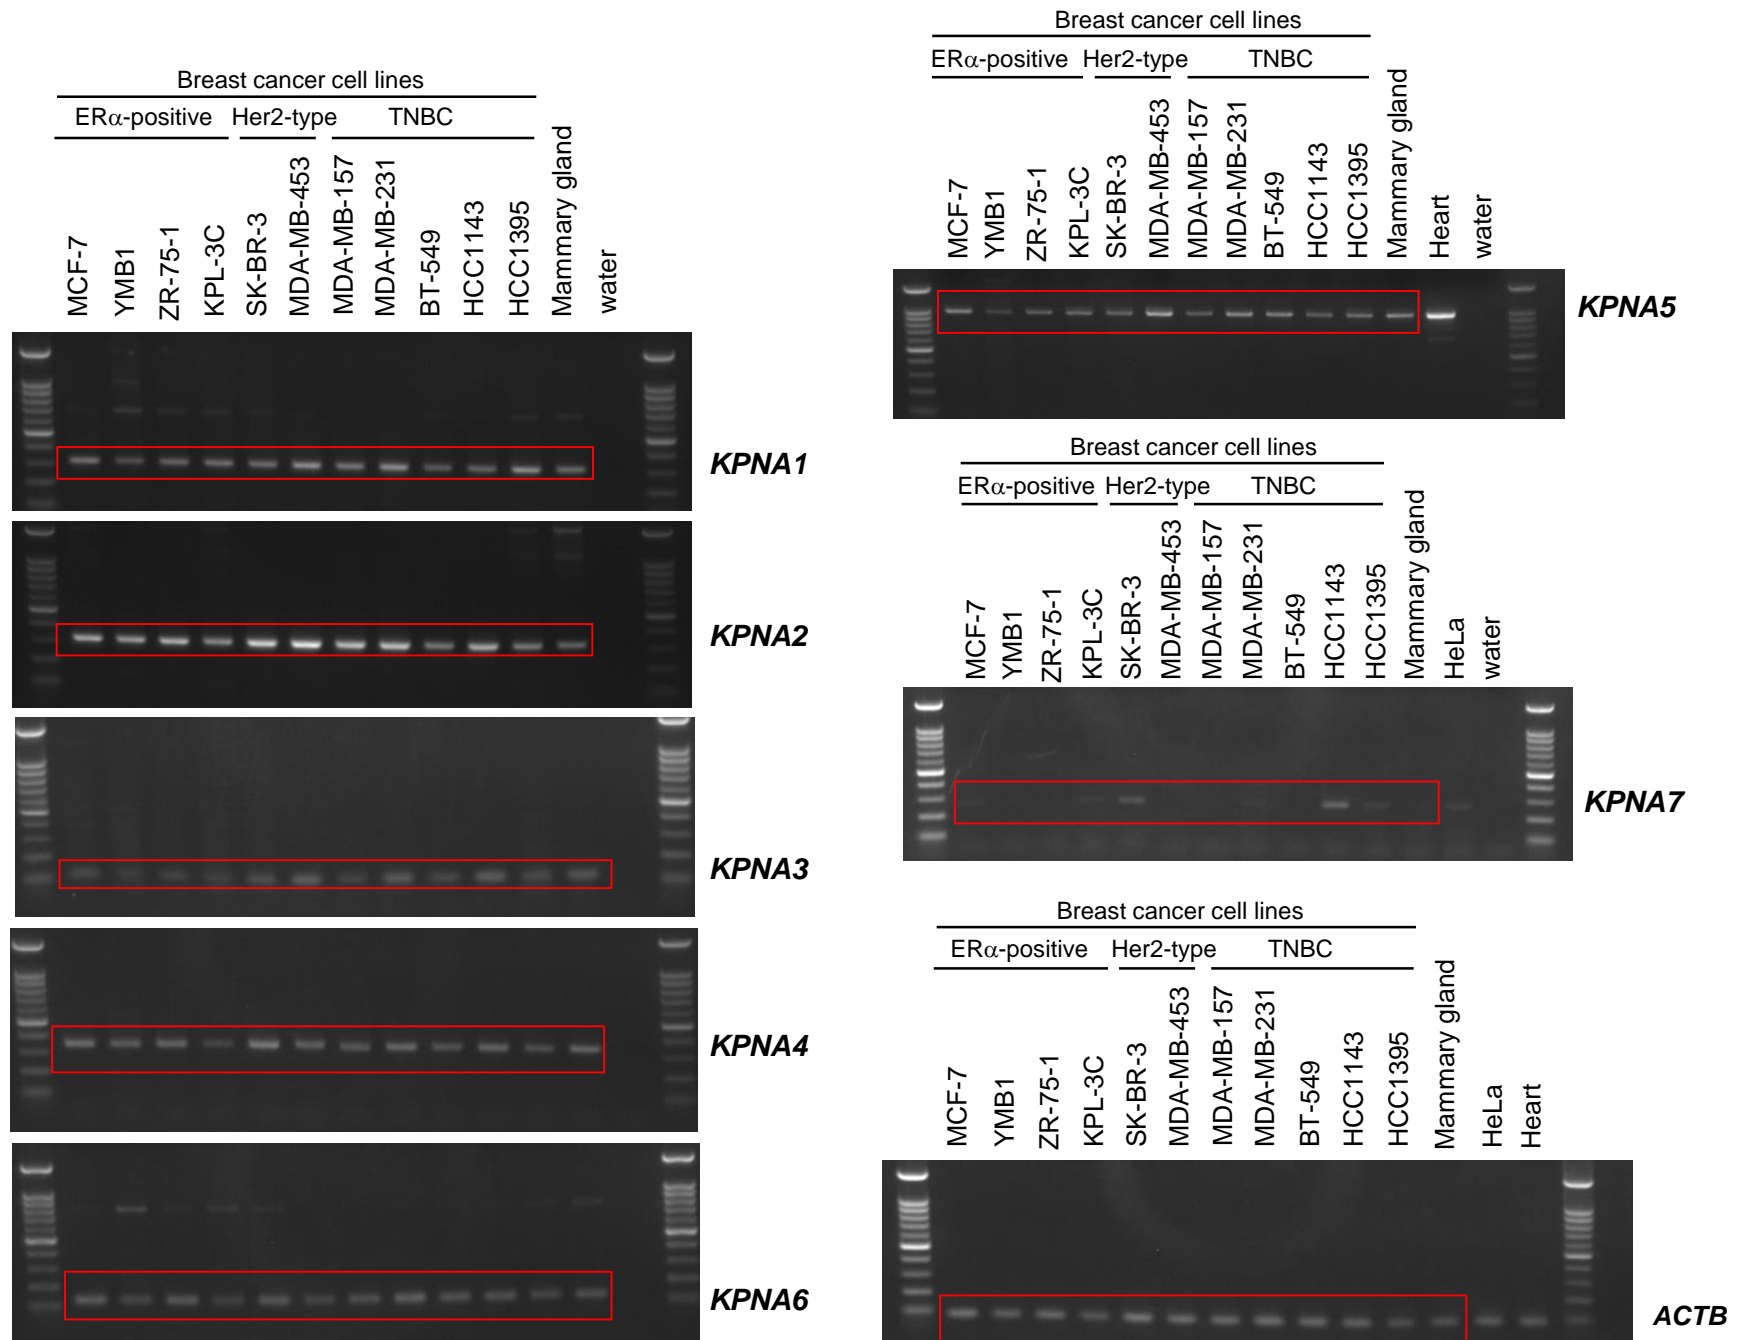 Breast cancer cell lines
ERα-positive Her2-type TNBC
MCF-7
YMB1
ZR-75-1
KPL-3C
SK-BR-3
MDA-MB-453
MDA-MB-157
MDA-MB-231
BT-549
HCC1143
HCC1395
Mammary gland
water
KPNA1
KPNA2
KPNA3
KPNA4
KPNA6
Breast cancer cell lines
ERα-positive Her2-type TNBC
MCF-7
YMB1
ZR-75-1
KPL-3C
SK-BR-3
MDA-MB-453
MDA-MB-157
MDA-MB-231
BT-549
HCC1143
HCC1395
Mammary gland
Heart
water
KPNA5
Breast cancer cell lines
ERα-positive Her2-type TNBC
MCF-7
YMB1
ZR-75-1
KPL-3C
SK-BR-3
MDA-MB-453
MDA-MB-157
MDA-MB-231
BT-549
HCC1143
HCC1395
Mammary gland
HeLa
water
KPNA7
Breast cancer cell lines
ERα-positive Her2-type TNBC
MCF-7
YMB1
ZR-75-1
KPL-3C
SK-BR-3
MDA-MB-453
MDA-MB-157
MDA-MB-231
BT-549
HCC1143
HCC1395
Mammary gland
HeLa
Heart
ACTB